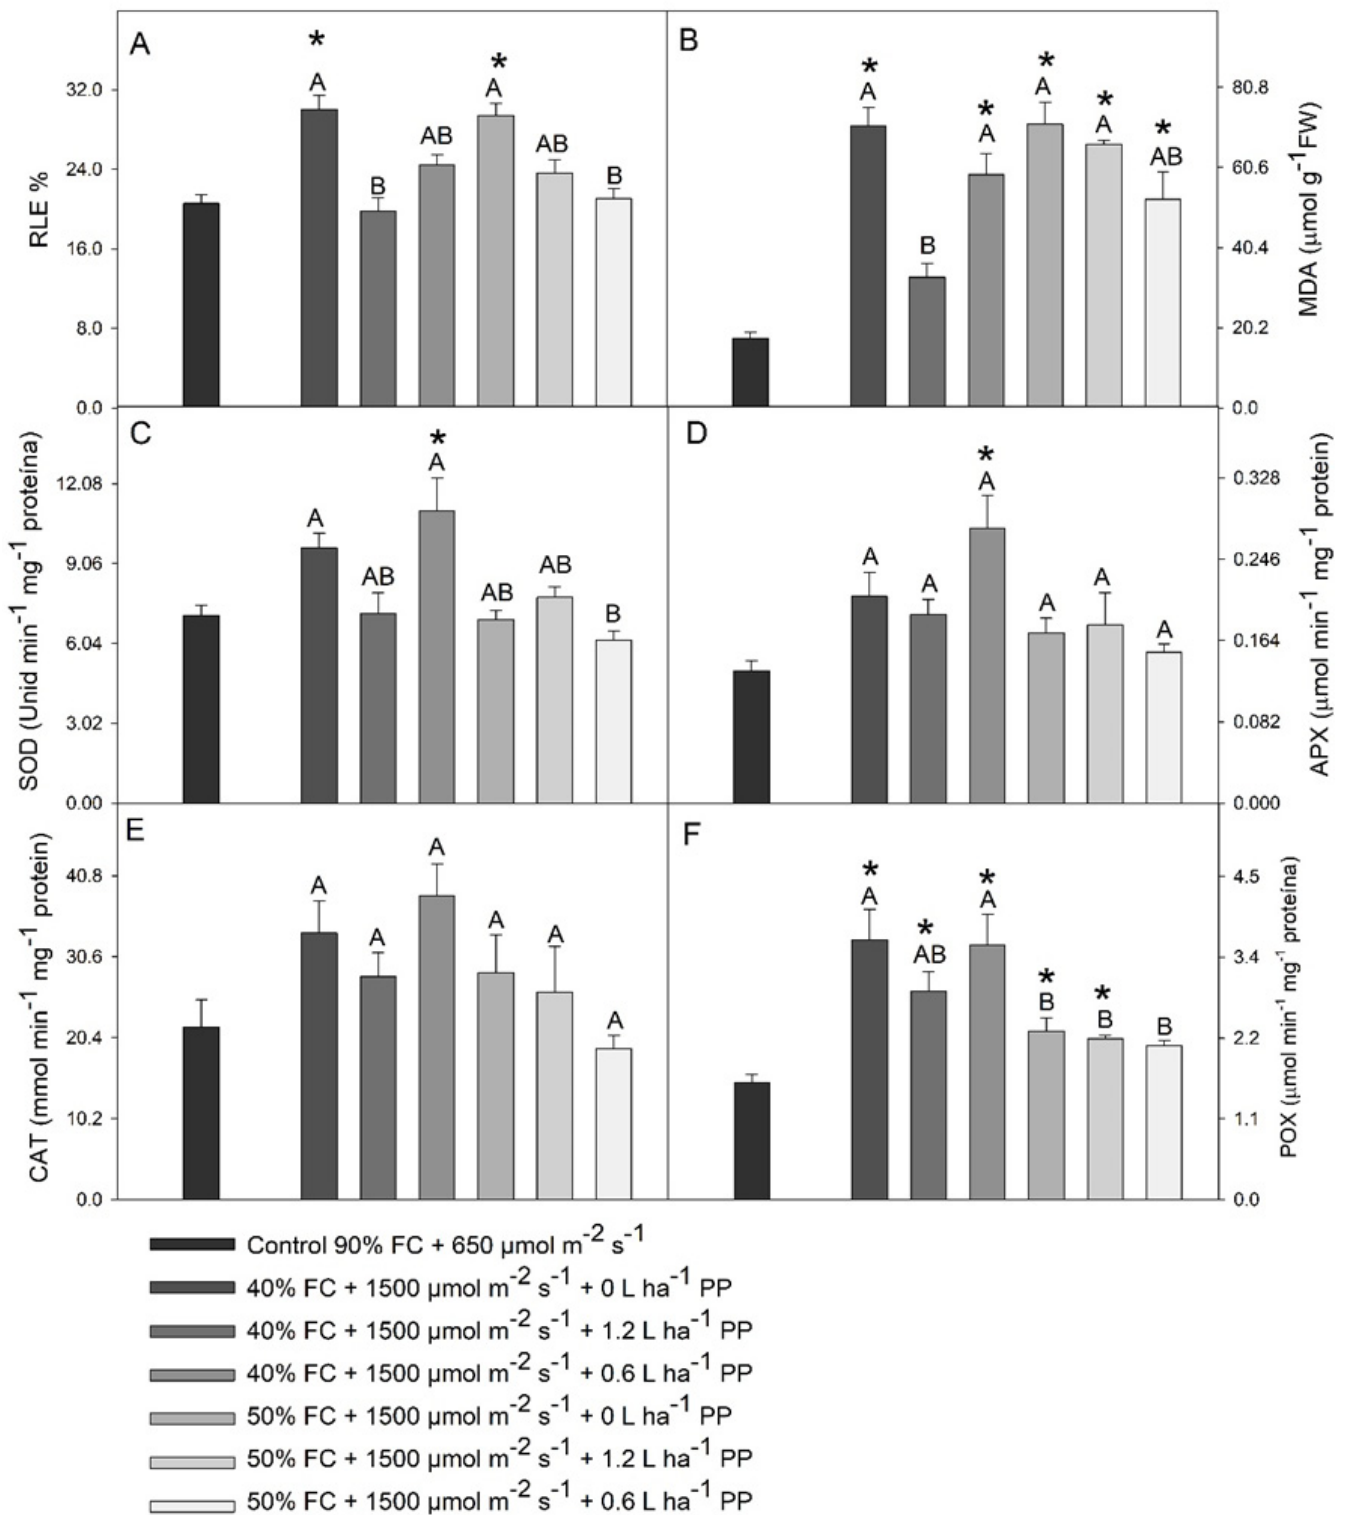 A
*
A
B
AB
*
A
AB
B
32.0
24.0
16.0
8.0
0.0
RLE %
B
*
A
B
*
A
*
A
*
A
*
AB
80.8
60.6
40.4
20.2
0.0
MDA (µmol g⁻¹FW)
C
A
AB
*
A
AB
AB
B
12.08
9.06
6.04
3.02
0.00
SOD (Unid min⁻¹ mg⁻¹ proteína)
D
A
A
*
A
A
A
A
0.328
0.246
0.164
0.082
0.000
APX (µmol min⁻¹ mg⁻¹ protein)
E
A
A
A
A
A
A
40.8
30.6
20.4
10.2
0.0
CAT (mmol min⁻¹ mg⁻¹ protein)
F
*
A
*
AB
*
A
*
B
*
B
B
4.5
3.4
2.2
1.1
0.0
POX (µmol min⁻¹ mg⁻¹ proteína)
Control 90% FC + 650 µmol m⁻² s⁻¹
40% FC + 1500 µmol m⁻² s⁻¹ + 0 L ha⁻¹ PP
40% FC + 1500 µmol m⁻² s⁻¹ + 1.2 L ha⁻¹ PP
40% FC + 1500 µmol m⁻² s⁻¹ + 0.6 L ha⁻¹ PP
50% FC + 1500 µmol m⁻² s⁻¹ + 0 L ha⁻¹ PP
50% FC + 1500 µmol m⁻² s⁻¹ + 1.2 L ha⁻¹ PP
50% FC + 1500 µmol m⁻² s⁻¹ + 0.6 L ha⁻¹ PP